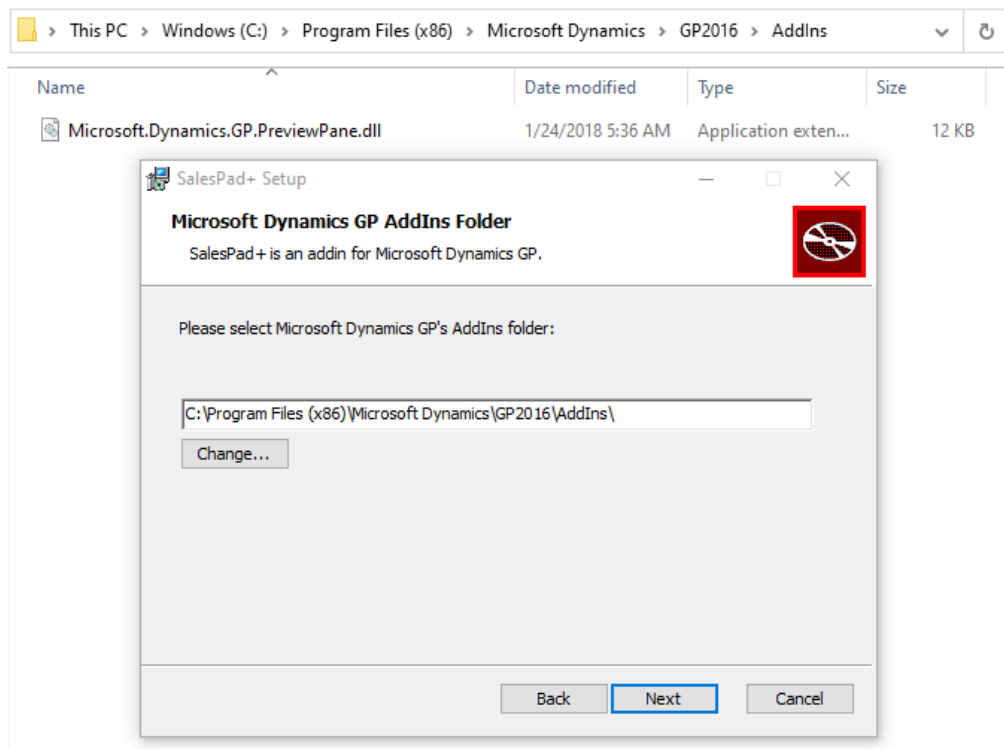 This PC > Windows (C:) > Program Files (x86) > Microsoft Dynamics > GP2016 > AddIns
Name Date modified Type Size
Microsoft.Dynamics.GP.PreviewPane.dll 1/24/2018 5:36 AM Application exten... 12 KB
SalesPad+ Setup
Microsoft Dynamics GP AddIns Folder
SalesPad+ is an addin for Microsoft Dynamics GP.
Please select Microsoft Dynamics GP's AddIns folder:
C:\Program Files (x86)\Microsoft Dynamics\GP2016\AddIns\
Change...
Back Next Cancel